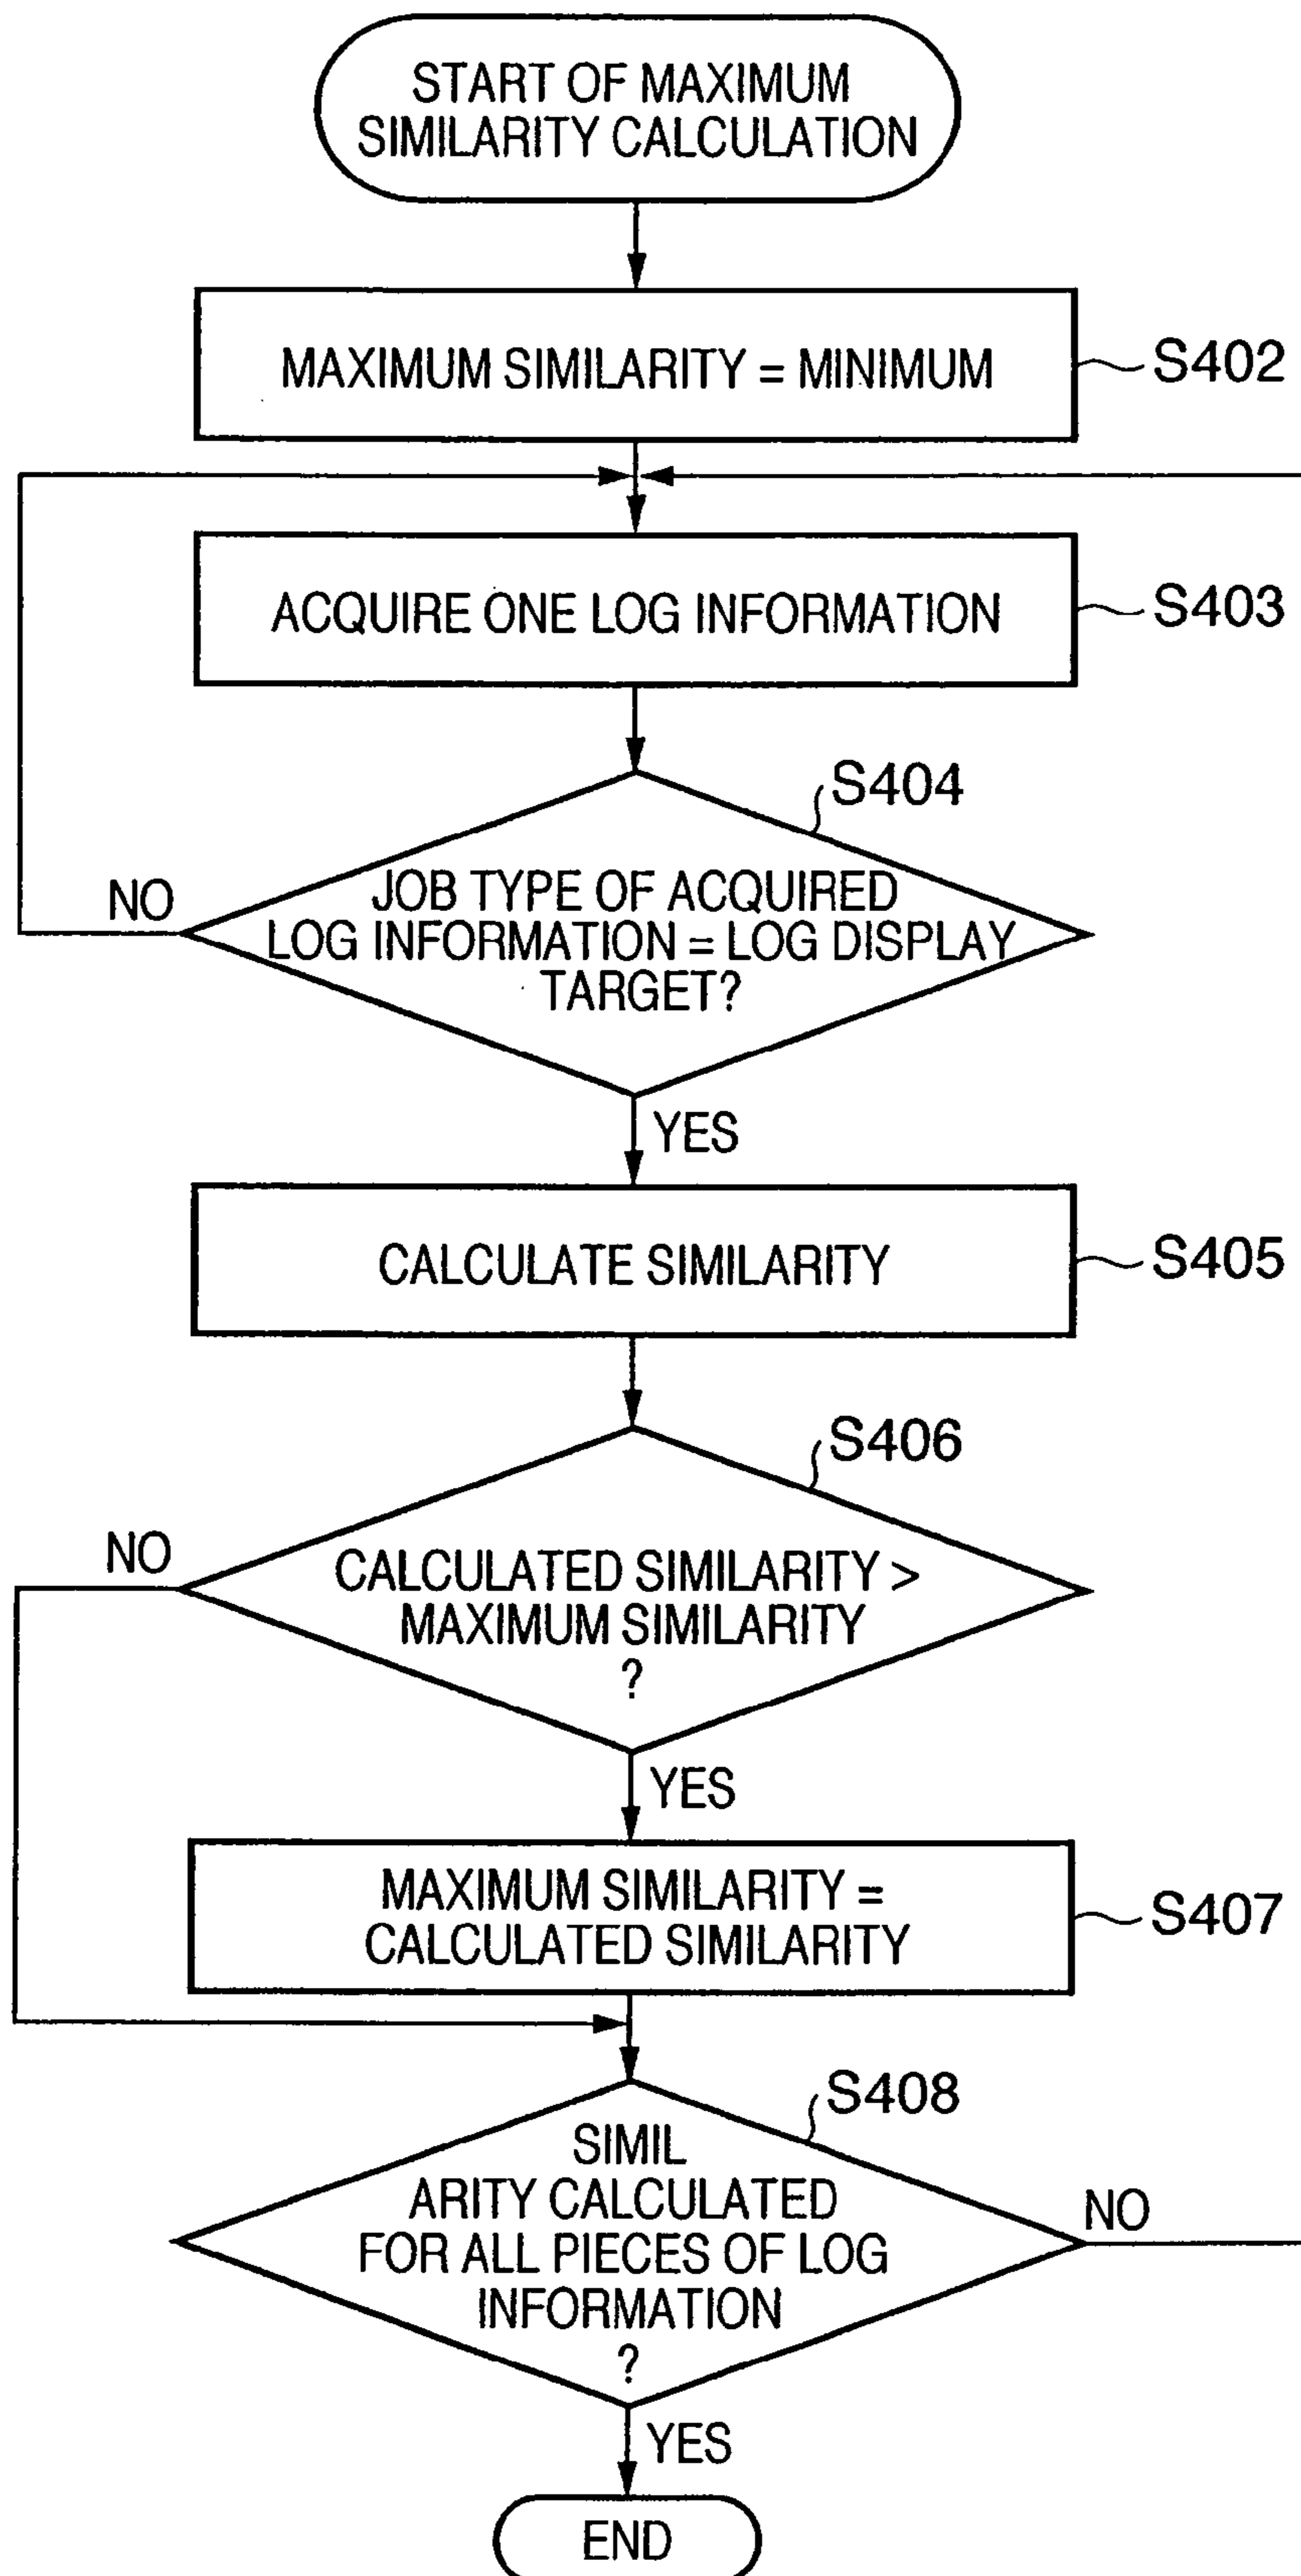 START OF MAXIMUM
SIMILARITY CALCULATION
MAXIMUM SIMILARITY = MINIMUM
S402
ACQUIRE ONE LOG INFORMATION
S403
S404
JOB TYPE OF ACQUIRED
LOG INFORMATION = LOG DISPLAY
TARGET?
NO
YES
CALCULATE SIMILARITY
S405
S406
CALCULATED SIMILARITY >
MAXIMUM SIMILARITY
?
NO
YES
MAXIMUM SIMILARITY =
CALCULATED SIMILARITY
S407
S408
SIMIL
ARITY CALCULATED
FOR ALL PIECES OF LOG
INFORMATION
?
NO
YES
END